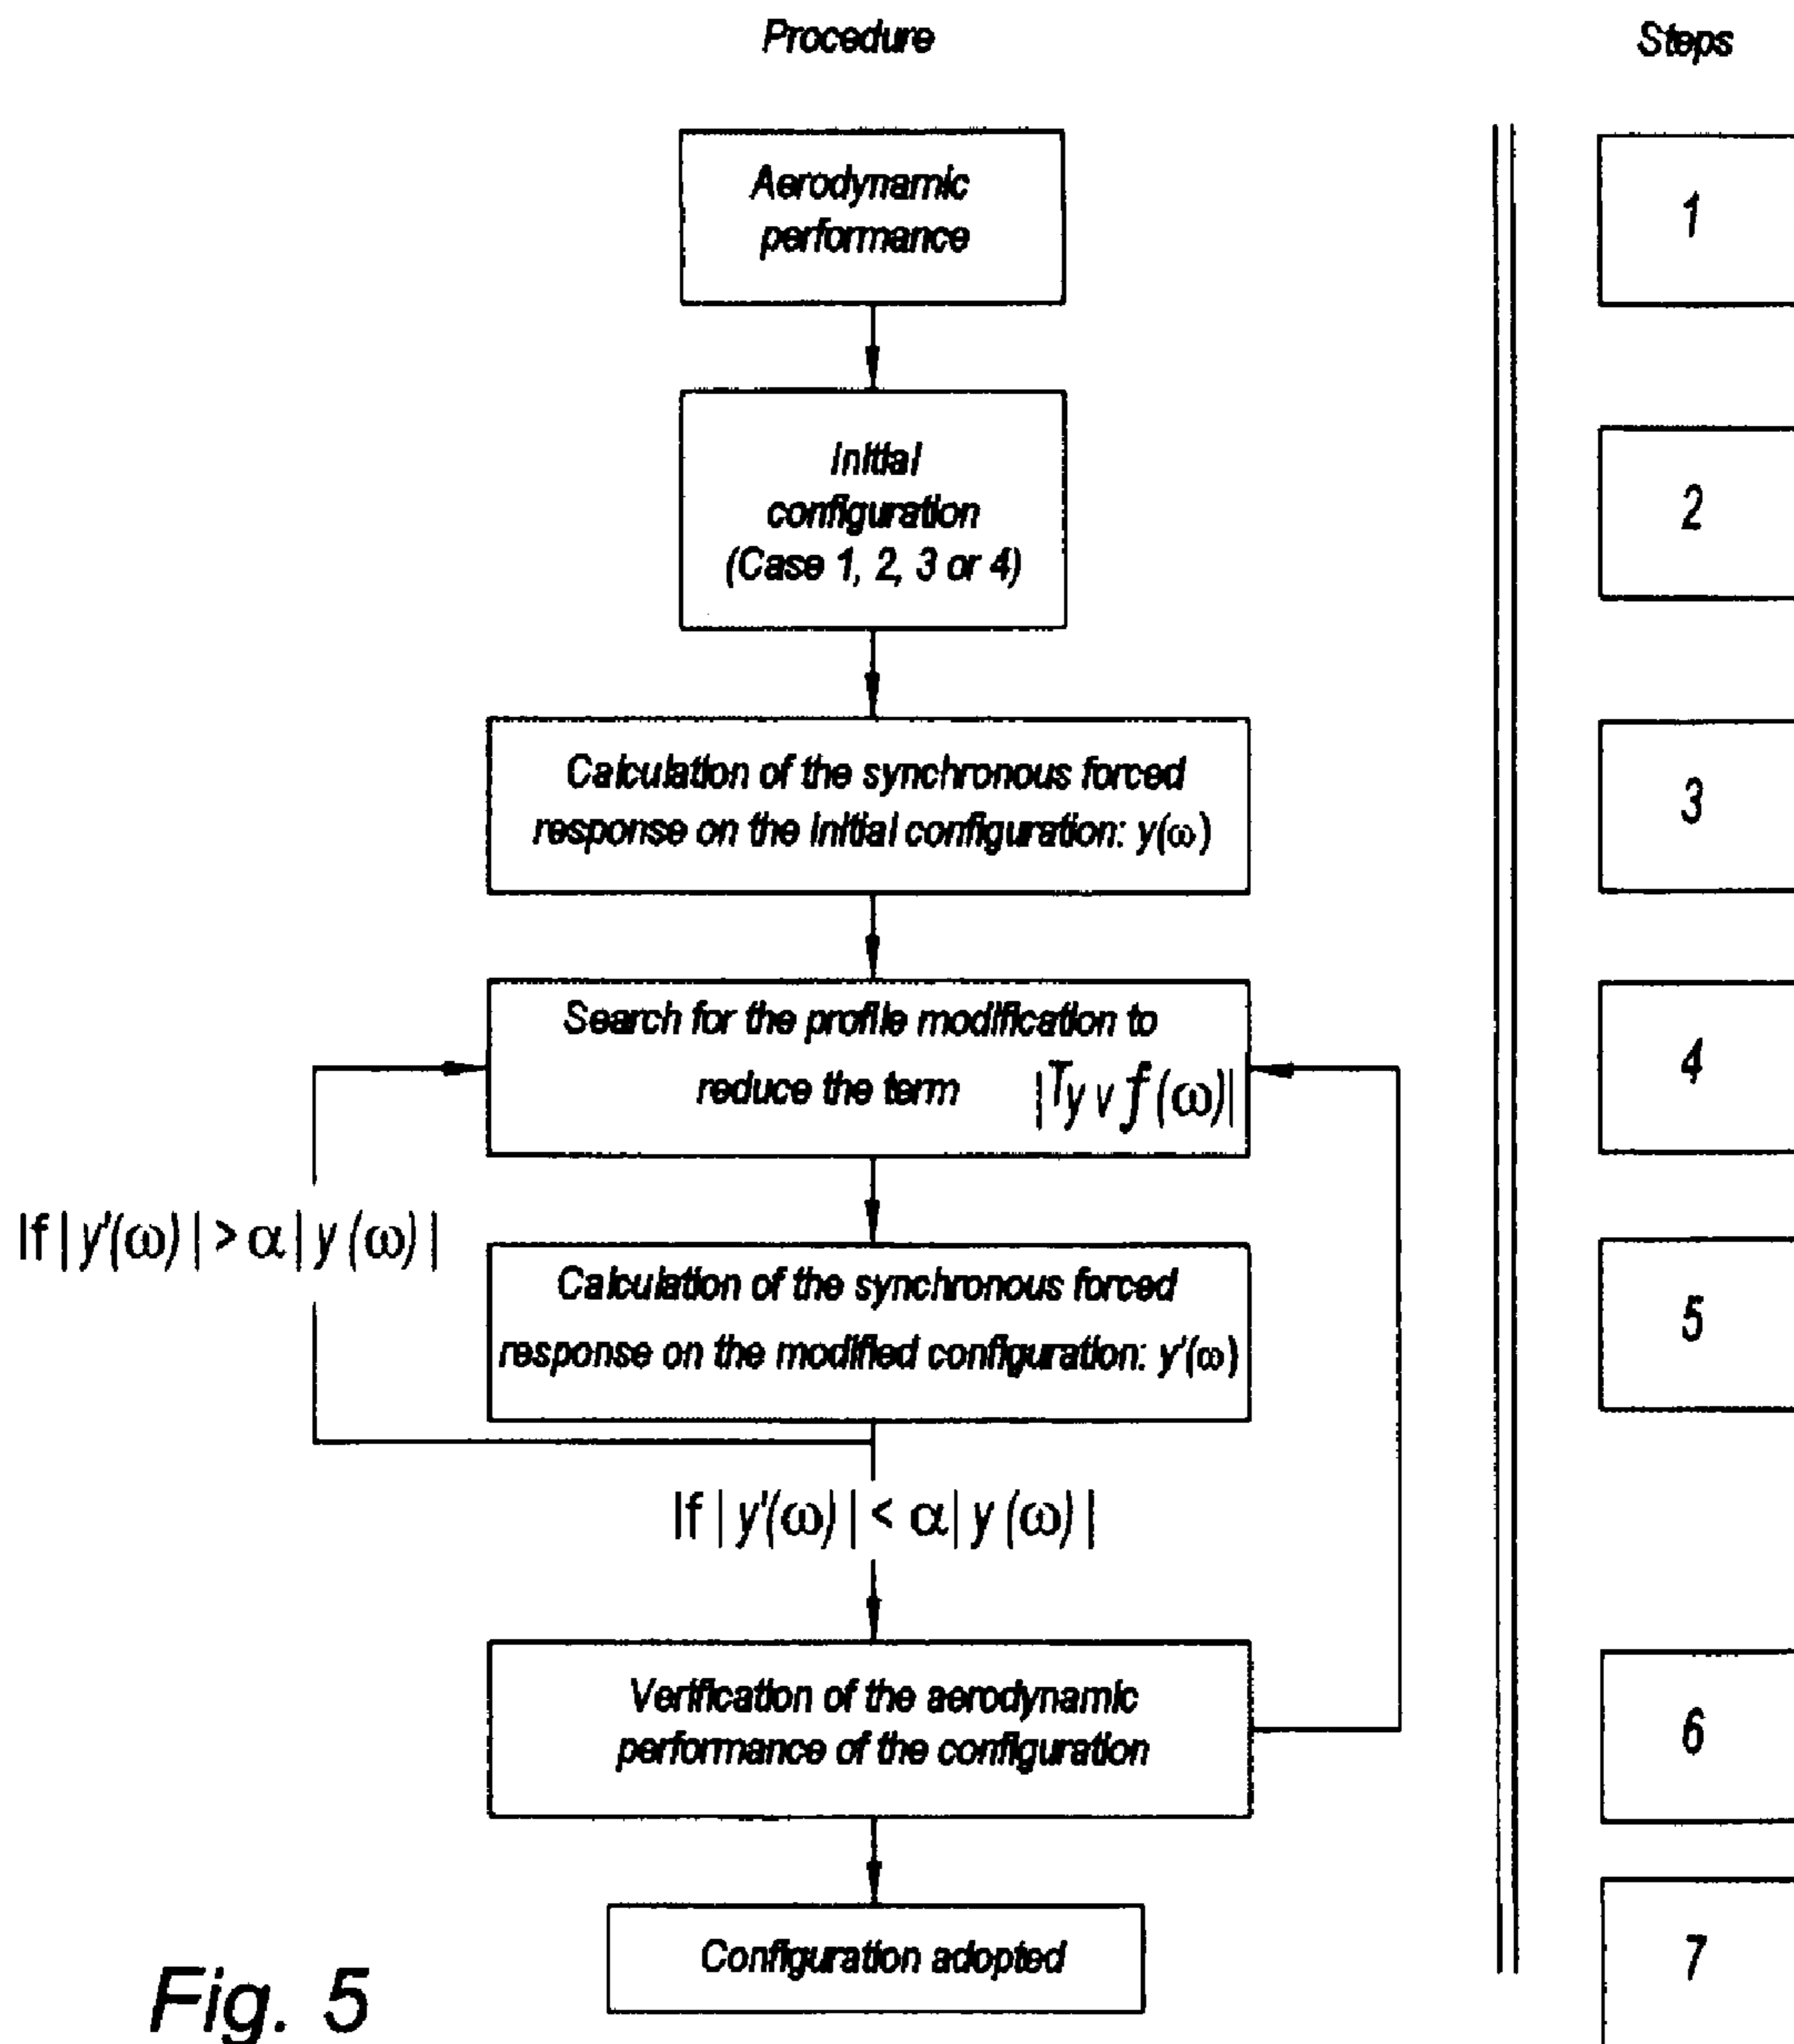 Procedure
Steps
Aerodynamic
performance
1
Initial
configuration
(Case 1, 2, 3 or 4)
2
Calculation of the synchronous forced
response on the initial configuration: y(ω)
3
Search for the profile modification to
reduce the term |ᵀy v f(ω)|
4
If | y'(ω) | > α | y (ω) |
Calculation of the synchronous forced
response on the modified configuration: y'(ω)
5
If | y'(ω) | < α | y (ω) |
Verification of the aerodynamic
performance of the configuration
6
Configuration adopted
7
Fig. 5